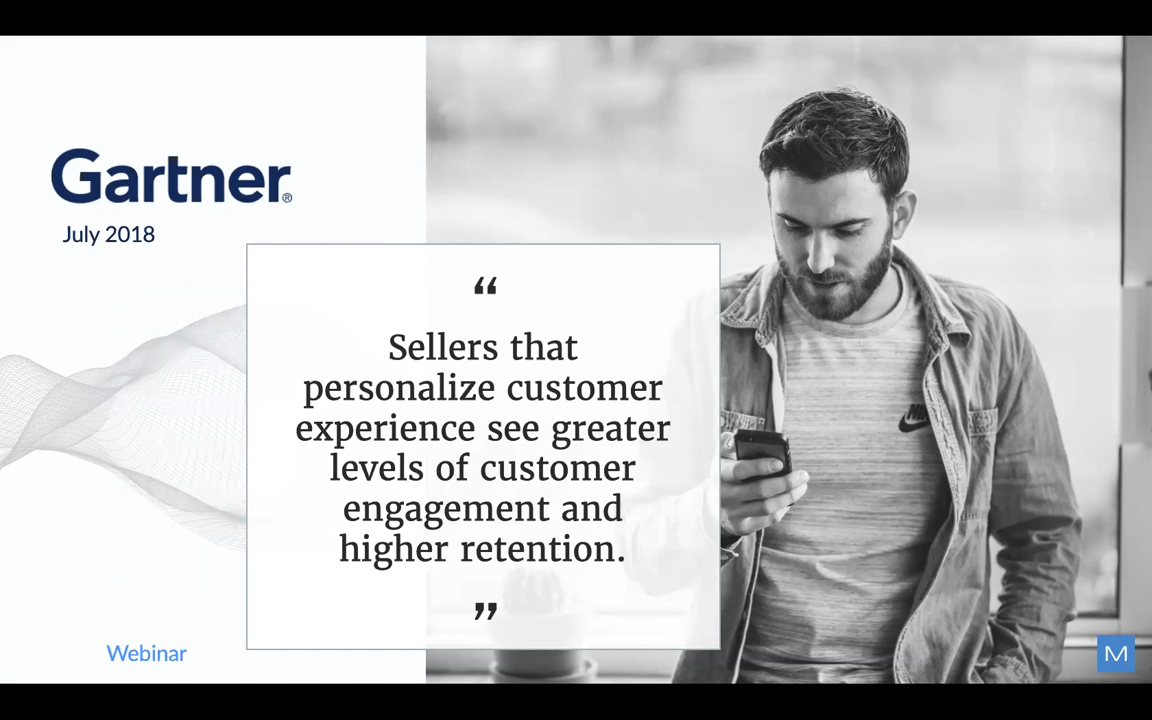 Gartner®
July 2018
“
Sellers that
personalize customer
experience see greater
levels of customer
engagement and
higher retention.
”
Webinar
M